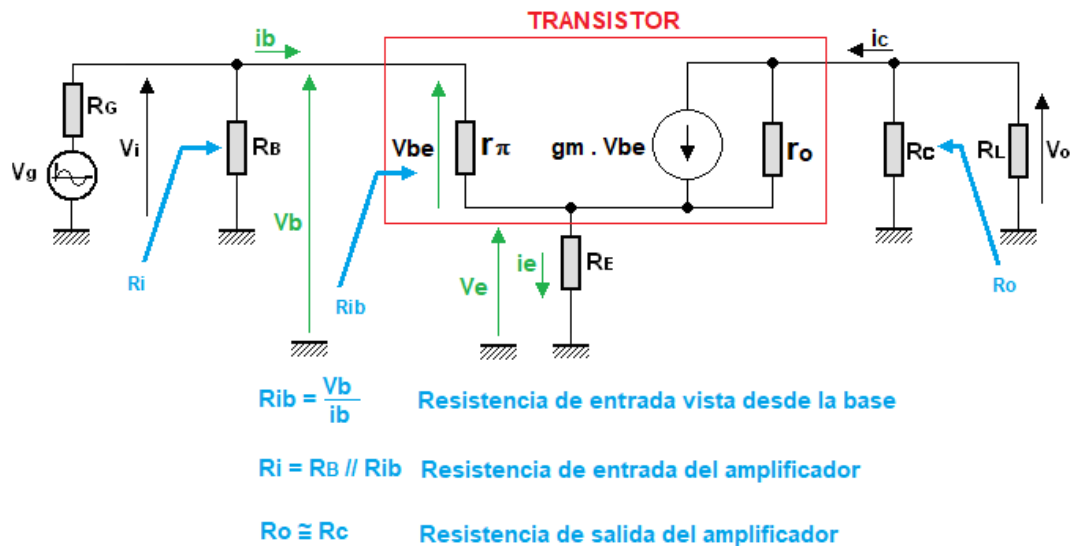 TRANSISTOR
ib
ic
RG
Vg
Vi
RB
Vb
Vbe
rπ
gm . Vbe
ro
Rc
RL
Vo
Ri
Rib
Ve
ie
RE
Ro
Rib = Vb / ib Resistencia de entrada vista desde la base
Ri = RB // Rib Resistencia de entrada del amplificador
Ro ≅ Rc Resistencia de salida del amplificador